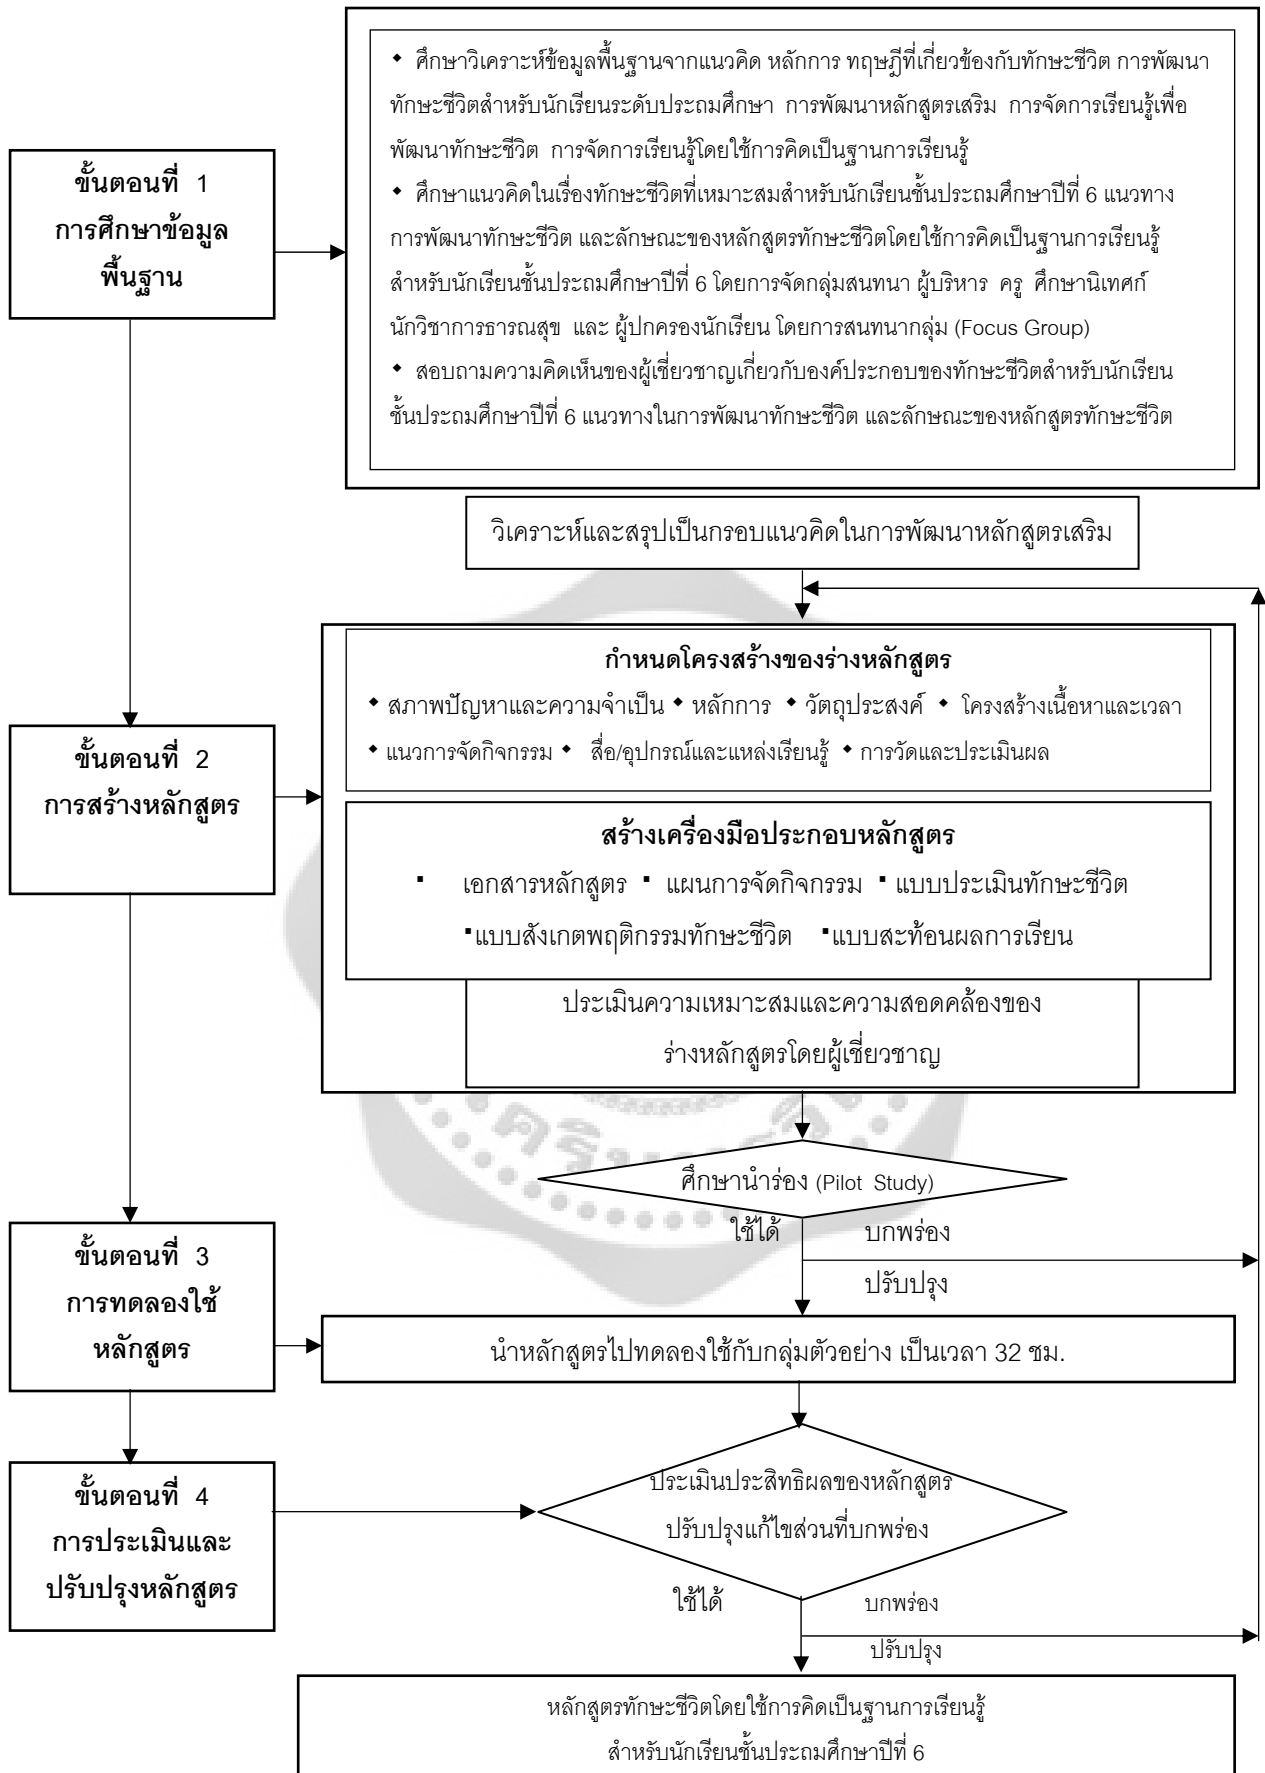 ◆ ศึกษาวิเคราะห์ข้อมูลพื้นฐานจากแนวคิด หลักการ ทฤษฎีที่เกี่ยวข้องกับทักษะชีวิต การพัฒนา
ทักษะชีวิตสำหรับนักเรียนระดับประถมศึกษา การพัฒนาหลักสูตรเสริม การจัดการเรียนรู้เพื่อ
พัฒนาทักษะชีวิต การจัดการเรียนรู้โดยใช้การคิดเป็นฐานการเรียนรู้
◆ ศึกษาแนวคิดในเรื่องทักษะชีวิตที่เหมาะสมสำหรับนักเรียนชั้นประถมศึกษาปีที่ 6 แนวทาง
การพัฒนาทักษะชีวิต และลักษณะของหลักสูตรทักษะชีวิตโดยใช้การคิดเป็นฐานการเรียนรู้
สำหรับนักเรียนชั้นประถมศึกษาปีที่ 6 โดยการจัดกลุ่มสนทนา ผู้บริหาร ครู ศึกษานิเทศก์
นักวิชาการธารณสุข และ ผู้ปกครองนักเรียน โดยการสนทนากลุ่ม (Focus Group)
◆ สอบถามความคิดเห็นของผู้เชี่ยวชาญเกี่ยวกับองค์ประกอบของทักษะชีวิตสำหรับนักเรียน
ชั้นประถมศึกษาปีที่ 6 แนวทางในการพัฒนาทักษะชีวิต และลักษณะของหลักสูตรทักษะชีวิต
ขั้นตอนที่ 1
การศึกษาข้อมูล
พื้นฐาน
วิเคราะห์และสรุปเป็นกรอบแนวคิดในการพัฒนาหลักสูตรเสริม
กำหนดโครงสร้างของร่างหลักสูตร
◆ สภาพปัญหาและความจำเป็น ◆ หลักการ ◆ วัตถุประสงค์ ◆ โครงสร้างเนื้อหาและเวลา
◆ แนวการจัดกิจกรรม ◆ สื่อ/อุปกรณ์และแหล่งเรียนรู้ ◆ การวัดและประเมินผล
ขั้นตอนที่ 2
การสร้างหลักสูตร
สร้างเครื่องมือประกอบหลักสูตร
▪ เอกสารหลักสูตร ▪ แผนการจัดกิจกรรม ▪ แบบประเมินทักษะชีวิต
▪แบบสังเกตพฤติกรรมทักษะชีวิต ▪แบบสะท้อนผลการเรียน
ประเมินความเหมาะสมและความสอดคล้องของ
ร่างหลักสูตรโดยผู้เชี่ยวชาญ
ศึกษานำร่อง (Pilot Study)
ใช้ได้ บกพร่อง
ปรับปรุง
ขั้นตอนที่ 3
การทดลองใช้
หลักสูตร
นำหลักสูตรไปทดลองใช้กับกลุ่มตัวอย่าง เป็นเวลา 32 ชม.
ขั้นตอนที่ 4
การประเมินและ
ปรับปรุงหลักสูตร
ประเมินประสิทธิผลของหลักสูตร
ปรับปรุงแก้ไขส่วนที่บกพร่อง
ใช้ได้ บกพร่อง
ปรับปรุง
หลักสูตรทักษะชีวิตโดยใช้การคิดเป็นฐานการเรียนรู้
สำหรับนักเรียนชั้นประถมศึกษาปีที่ 6